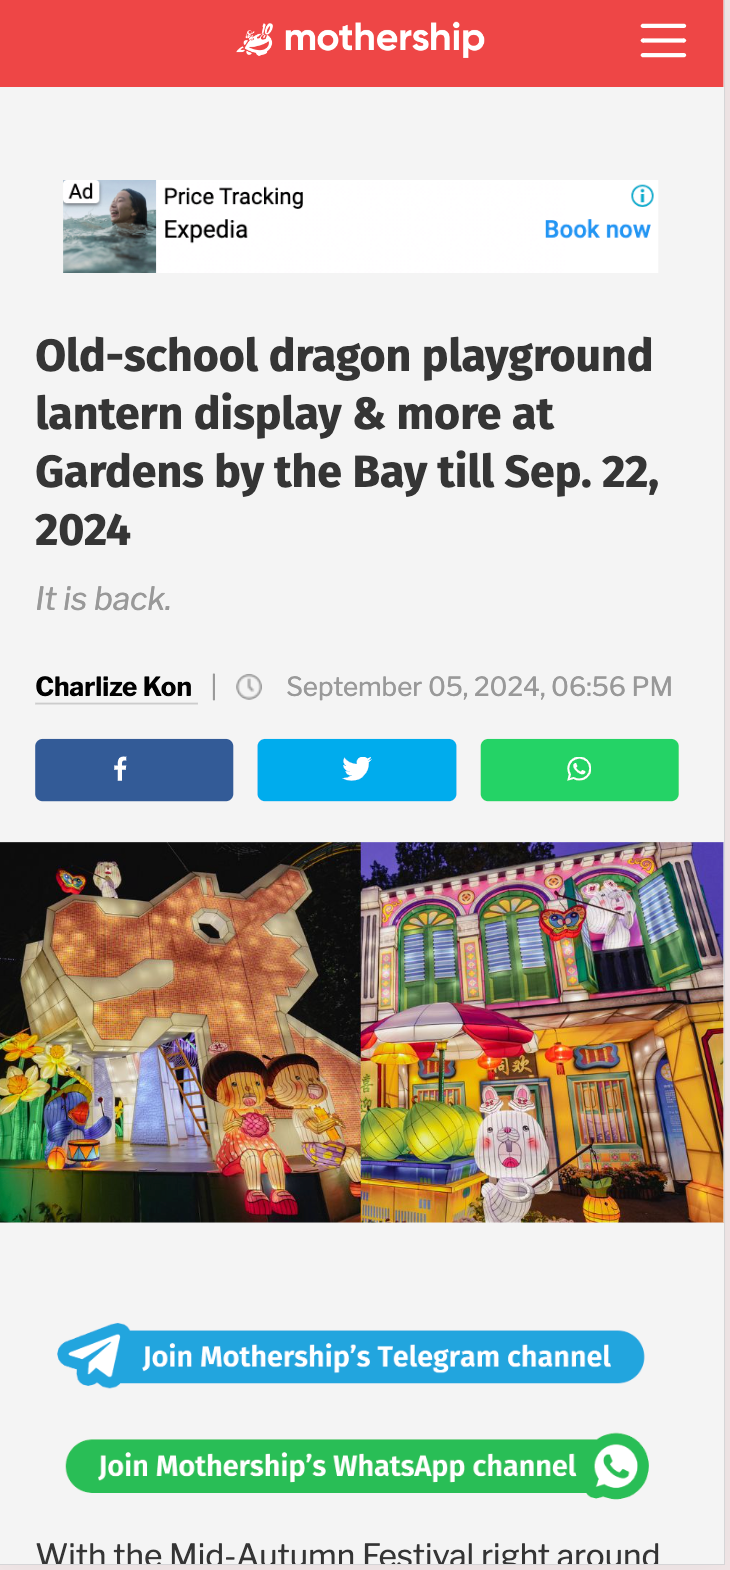 mothership
Ad
Price Tracking
Expedia
Book now
Old-school dragon playground
lantern display & more at
Gardens by the Bay till Sep. 22,
2024
It is back.
Charlize Kon | September 05, 2024, 06:56 PM
同欢
Join Mothership's Telegram channel
Join Mothership's WhatsApp channel
With the Mid-Autumn Festival right around